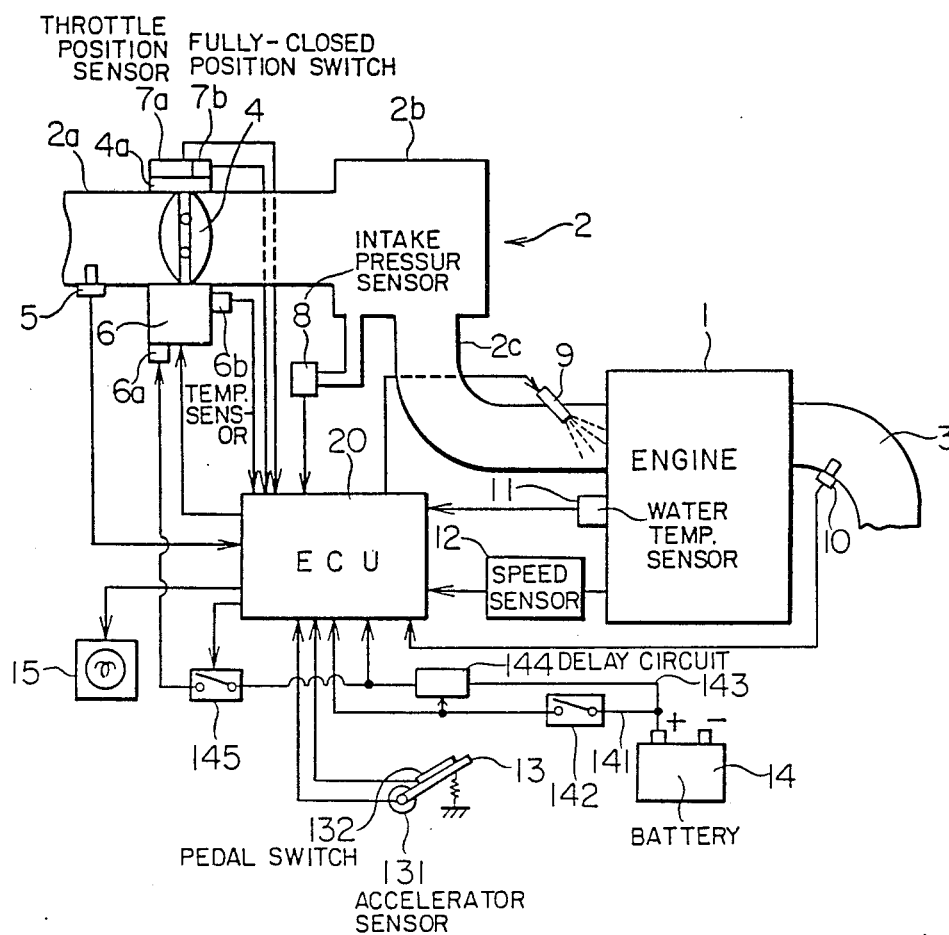 THROTTLE
POSITION
SENSOR
7a
FULLY-CLOSED
POSITION SWITCH
7b
4
2b
2a
4a
2
INTAKE
PRESSUR
SENSOR
5
6
8
6a
6b
TEMP.
SENS-
OR
2c
9
1
3
20
ENGINE
11
WATER
TEMP.
SENSOR
10
ECU
12
SPEED
SENSOR
15
144
DELAY CIRCUIT
143
145
142
141
+
-
14
13
132
PEDAL SWITCH
131
ACCELERATOR
SENSOR
BATTERY